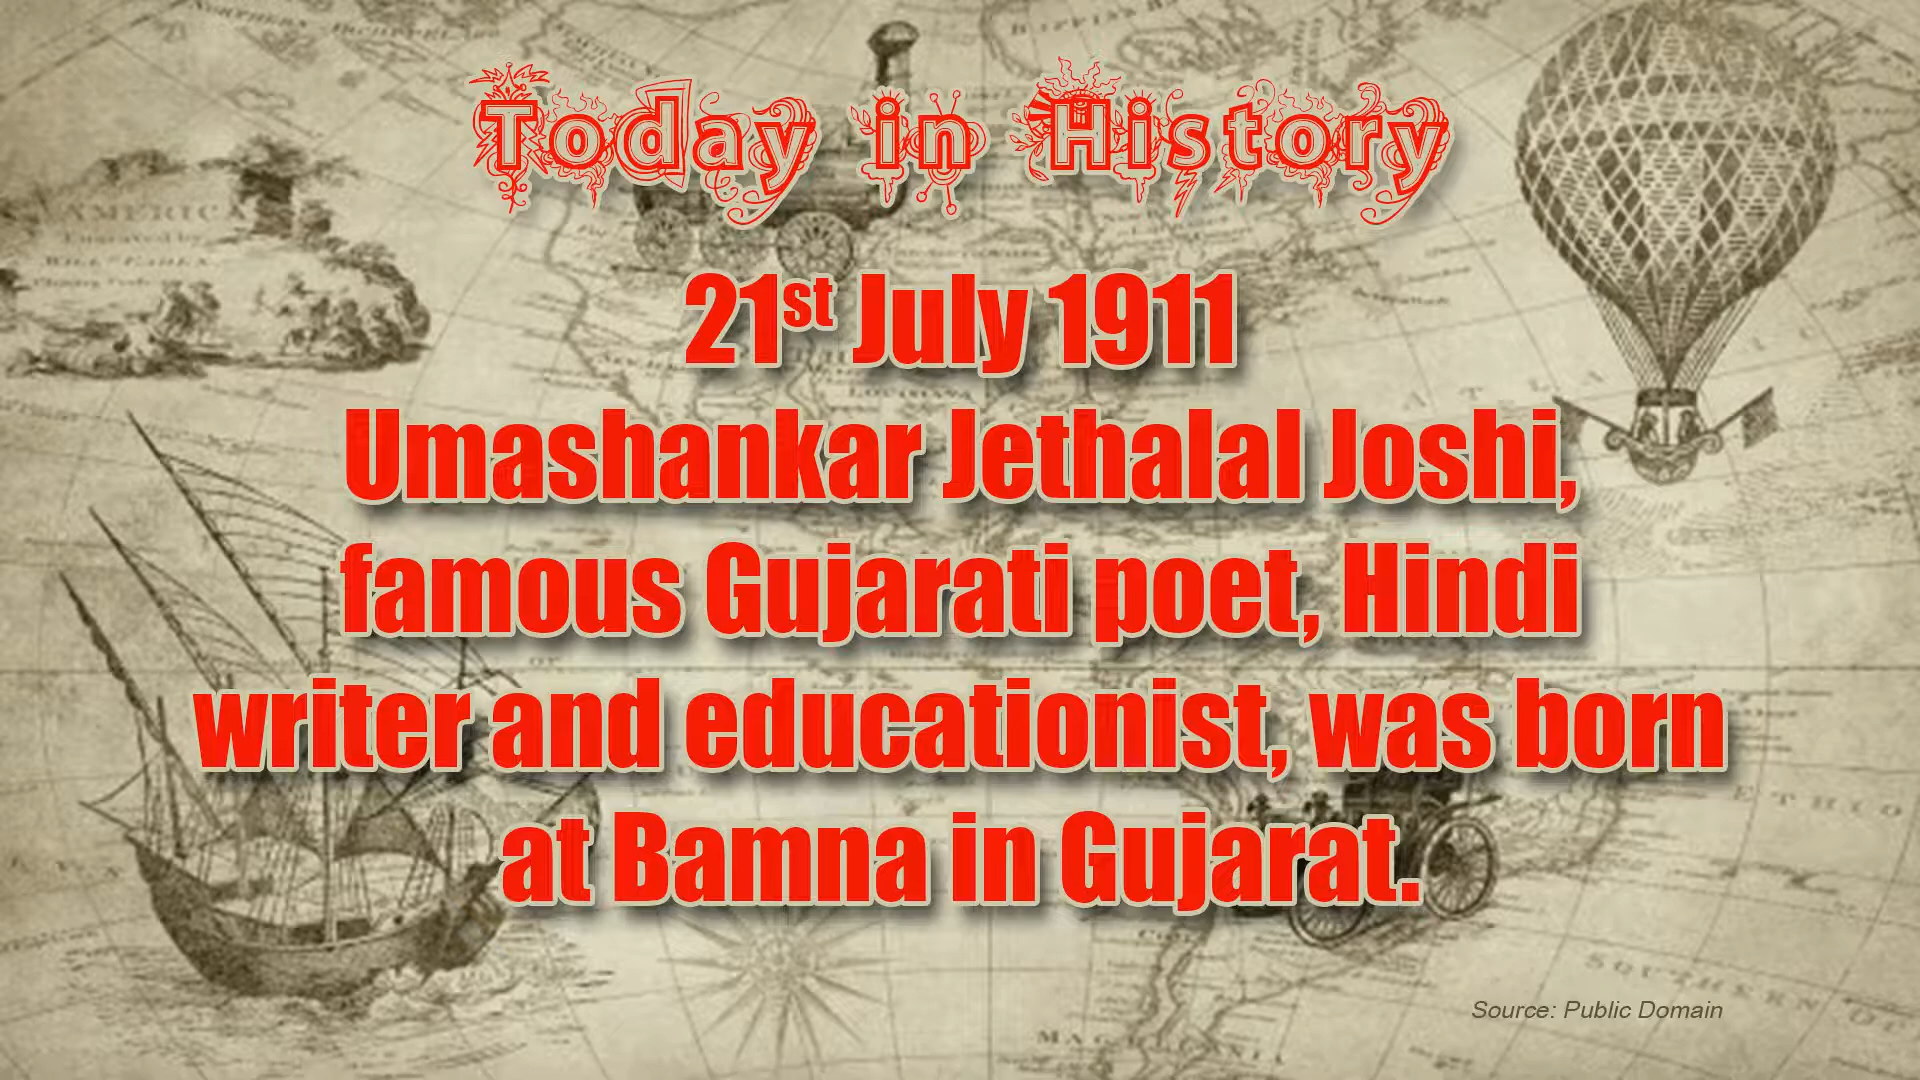 Today in History
21st July 1911
Umashankar Jethalal Joshi,
famous Gujarati poet, Hindi
writer and educationist, was born
at Bamna in Gujarat.
Source: Public Domain